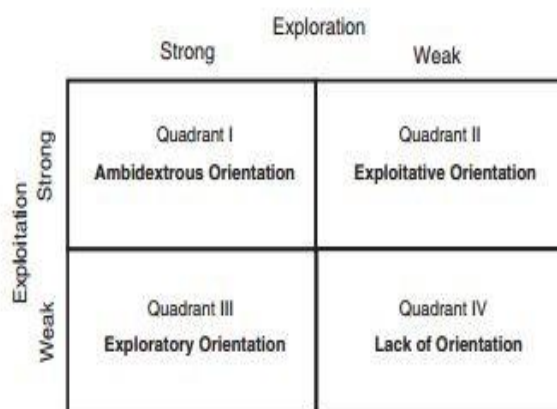 Exploration
Strong Weak
Exploitation
Strong
Quadrant I
Ambidextrous Orientation
Quadrant II
Exploitative Orientation
Weak
Quadrant III
Exploratory Orientation
Quadrant IV
Lack of Orientation